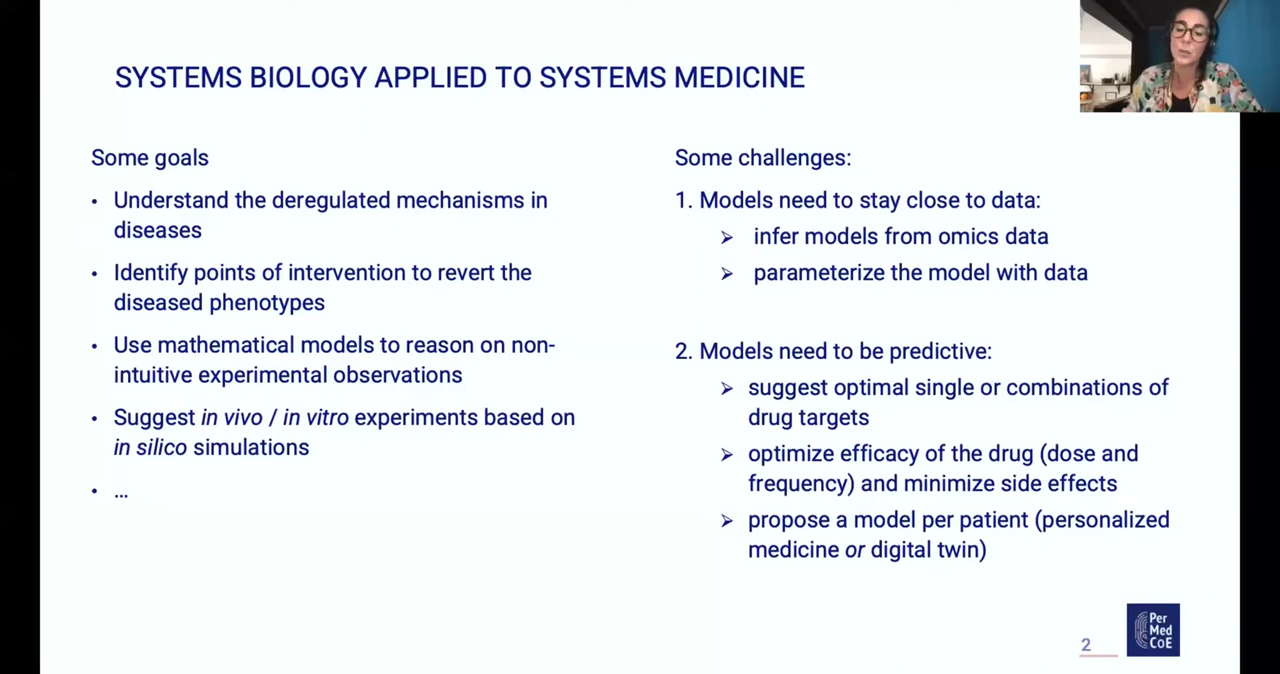 SYSTEMS BIOLOGY APPLIED TO SYSTEMS MEDICINE
Some goals
• Understand the deregulated mechanisms in
diseases
• Identify points of intervention to revert the
diseased phenotypes
• Use mathematical models to reason on non-
intuitive experimental observations
• Suggest in vivo / in vitro experiments based on
in silico simulations
• …
Some challenges:
1. Models need to stay close to data:
➢ infer models from omics data
➢ parameterize the model with data
2. Models need to be predictive:
➢ suggest optimal single or combinations of
drug targets
➢ optimize efficacy of the drug (dose and
frequency) and minimize side effects
➢ propose a model per patient (personalized
medicine or digital twin)
2
Per
Med
CoE